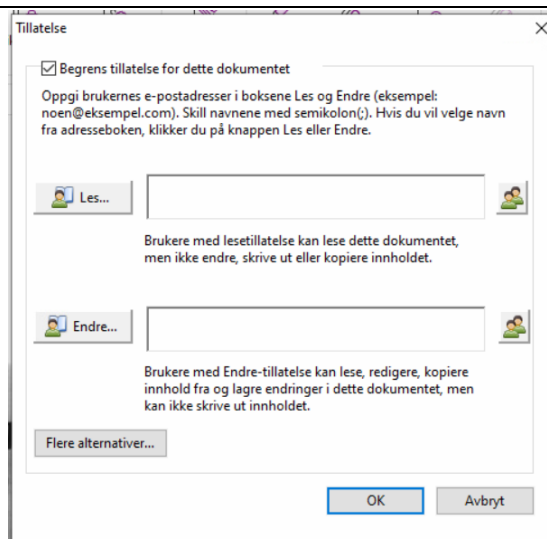 Tillatelse
Begrens tillatelse for dette dokumentet
Oppgi brukernes e-postadresser i boksene Les og Endre (eksempel:
noen@eksempel.com). Skill navnene med semikolon(;). Hvis du vil velge navn
fra adresseboken, klikker du på knappen Les eller Endre.
Les...
Brukere med lesetillatelse kan lese dette dokumentet,
men ikke endre, skrive ut eller kopiere innholdet.
Endre...
Brukere med Endre-tillatelse kan lese, redigere, kopiere
innhold fra og lagre endringer i dette dokumentet, men
kan ikke skrive ut innholdet.
Flere alternativer...
OK
Avbryt